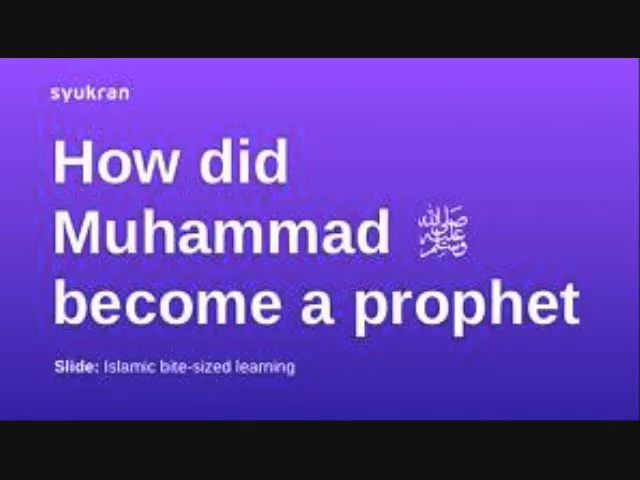 syukran
How did
Muhammad ﷺ
become a prophet
Slide: Islamic bite-sized learning